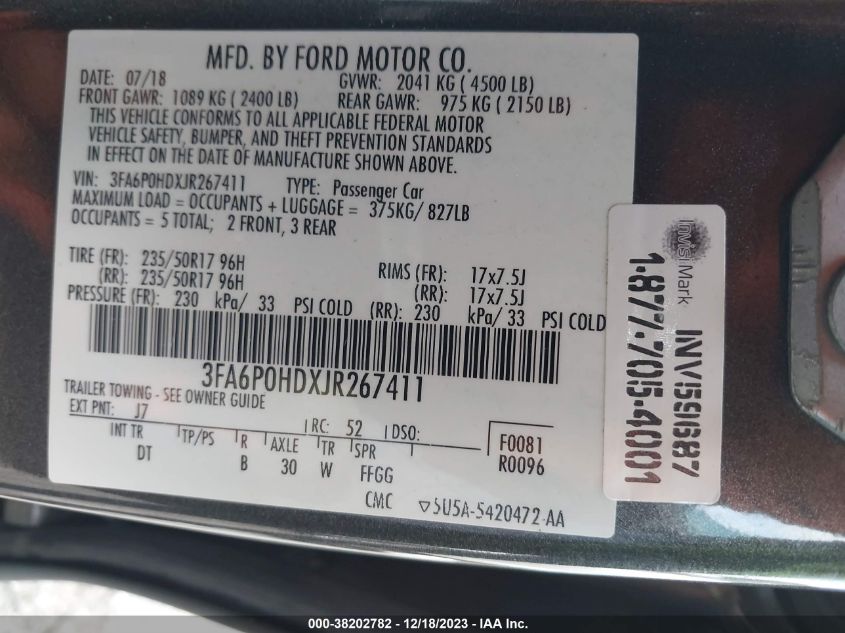 MFD. BY FORD MOTOR CO.
DATE: 07/18 GVWR: 2041 KG ( 4500 LB)
FRONT GAWR: 1089 KG ( 2400 LB) REAR GAWR: 975 KG ( 2150 LB)
THIS VEHICLE CONFORMS TO ALL APPLICABLE FEDERAL MOTOR
VEHICLE SAFETY, BUMPER, AND THEFT PREVENTION STANDARDS
IN EFFECT ON THE DATE OF MANUFACTURE SHOWN ABOVE.
VIN: 3FA6P0HDXJR267411 TYPE: Passenger Car
MAXIMUM LOAD = OCCUPANTS + LUGGAGE = 375KG/ 827LB
OCCUPANTS = 5 TOTAL; 2 FRONT, 3 REAR
TIRE (FR): 235/50R17 96H RIMS (FR): 17x7.5J
(RR): 235/50R17 96H (RR): 17x7.5J
PRESSURE (FR): 230 kPa/ 33 PSI COLD (RR): 230 kPa/ 33 PSI COLD
3FA6P0HDXJR267411
TRAILER TOWING - SEE OWNER GUIDE
EXT PNT: J7 RC: 52 DSO: F0081
INT TR TP/PS R AXLE TR SPR R0096
DT B 30 W FFGG
CMC ▽5U5A-5420472-AA
InvisiMark
INV59687
1-877-705-4001
000-38202782 - 12/18/2023 - IAA Inc.